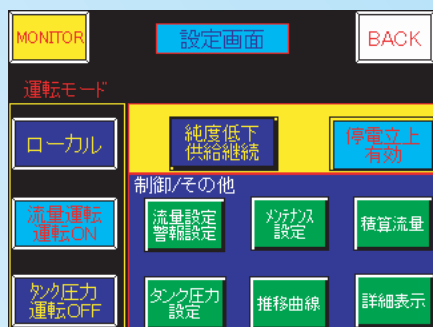 MONITOR
設定画面
BACK
運転モード
ローカル
純度低下
供給継続
停電立上
有効
制御/その他
流量運転
運転ON
流量設定
警報設定
メンテナンス
設定
積算流量
タンク圧力
運転OFF
タンク圧力
設定
推移曲線
詳細表示